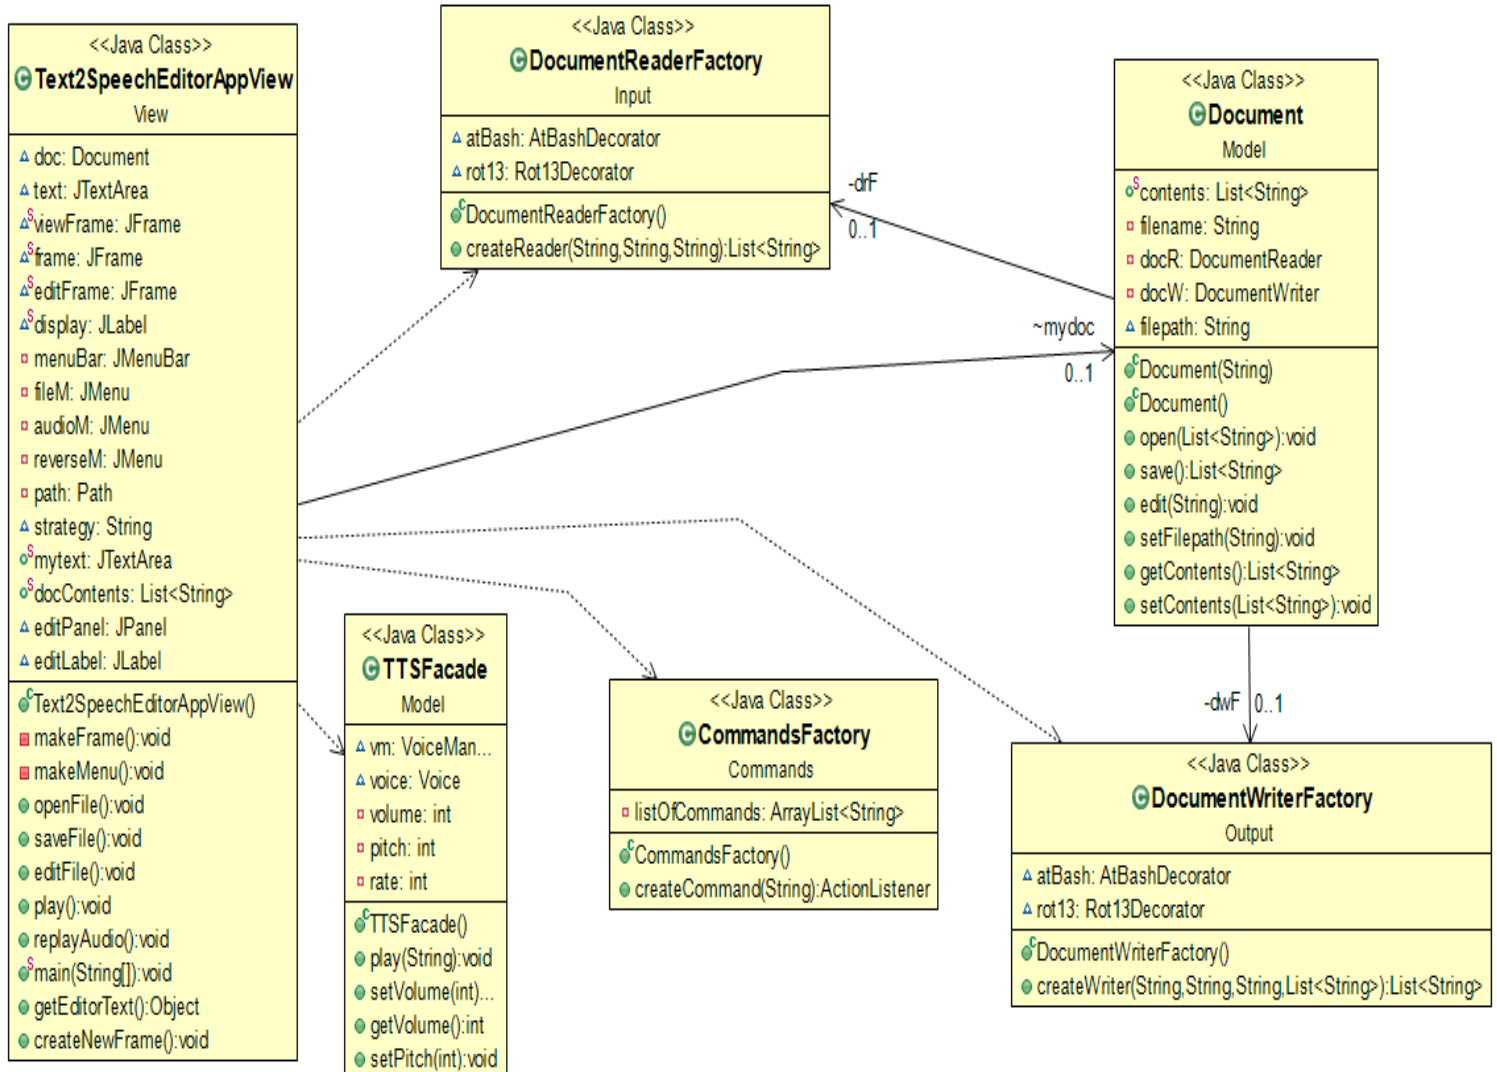 <<Java Class>>
Text2SpeechEditorAppView
View
doc: Document
text: JTextArea
S viewFrame: JFrame
S frame: JFrame
S editFrame: JFrame
S display: JLabel
menuBar: JMenuBar
fileM: JMenu
audioM: JMenu
reverseM: JMenu
path: Path
strategy: String
S mytext: JTextArea
S docContents: List<String>
editPanel: JPanel
editLabel: JLabel
C Text2SpeechEditorAppView()
makeFrame():void
makeMenu():void
openFile():void
saveFile():void
editFile():void
play():void
replayAudio():void
S main(String[]):void
getEditorText():Object
createNewFrame():void
<<Java Class>>
DocumentReaderFactory
Input
atBash: AtBashDecorator
rot13: Rot13Decorator
C DocumentReaderFactory()
createReader(String,String,String):List<String>
-drF
0..1
~mydoc
0..1
<<Java Class>>
Document
Model
S contents: List<String>
filename: String
docR: DocumentReader
docW: DocumentWriter
filepath: String
C Document(String)
C Document()
open(List<String>):void
save():List<String>
edit(String):void
setFilepath(String):void
getContents():List<String>
setContents(List<String>):void
-dwF 0..1
<<Java Class>>
TTSFacade
Model
vm: VoiceMan...
voice: Voice
volume: int
pitch: int
rate: int
C TTSFacade()
play(String):void
setVolume(int)...
getVolume():int
setPitch(int):void
<<Java Class>>
CommandsFactory
Commands
listOfCommands: ArrayList<String>
C CommandsFactory()
createCommand(String):ActionListener
<<Java Class>>
DocumentWriterFactory
Output
atBash: AtBashDecorator
rot13: Rot13Decorator
C DocumentWriterFactory()
createWriter(String,String,String,List<String>):List<String>